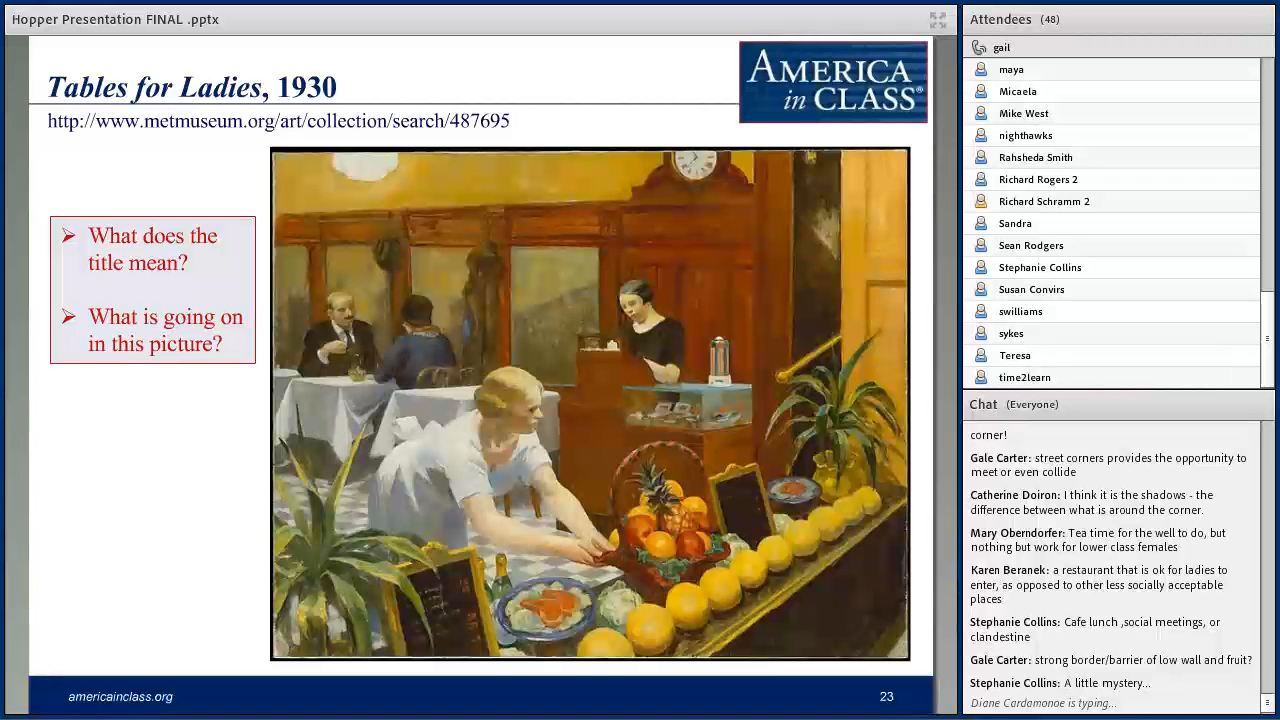 Hopper Presentation FINAL .pptx
Tables for Ladies, 1930
http://www.metmuseum.org/art/collection/search/487695
AMERICA
in CLASS®
➢ What does the
title mean?
➢ What is going on
in this picture?
americainclass.org
23
Attendees (48)
gail
maya
Micaela
Mike West
nighthawks
Rahsheda Smith
Richard Rogers 2
Richard Schramm 2
Sandra
Sean Rodgers
Stephanie Collins
Susan Convirs
swilliams
sykes
Teresa
time2learn
Chat (Everyone)
corner!
Gale Carter: street corners provides the opportunity to
meet or even collide
Catherine Doiron: I think it is the shadows - the
difference between what is around the corner.
Mary Oberndorfer: Tea time for the well to do, but
nothing but work for lower class females
Karen Beranek: a restaurant that is ok for ladies to
enter, as opposed to other less socially acceptable
places
Stephanie Collins: Cafe lunch ,social meetings, or
clandestine
Gale Carter: strong border/barrier of low wall and fruit?
Stephanie Collins: A little mystery...
Diane Cardamonoe is typing...